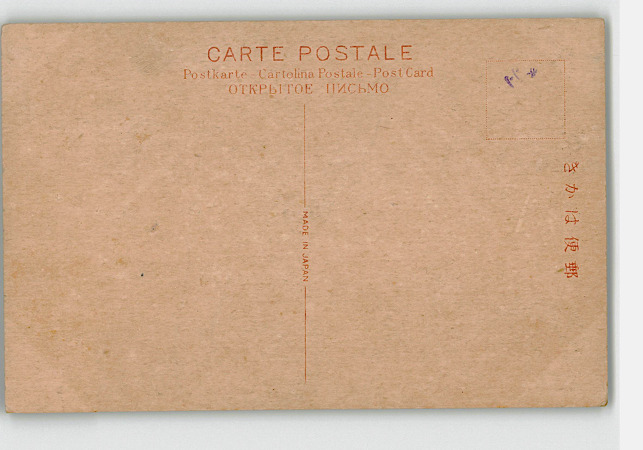 CARTE POSTALE
Postkarte - Cartolina Postale - Post Card
ОТКРЫТОЕ ПИСЬМО
MADE IN JAPAN
きかは便郵